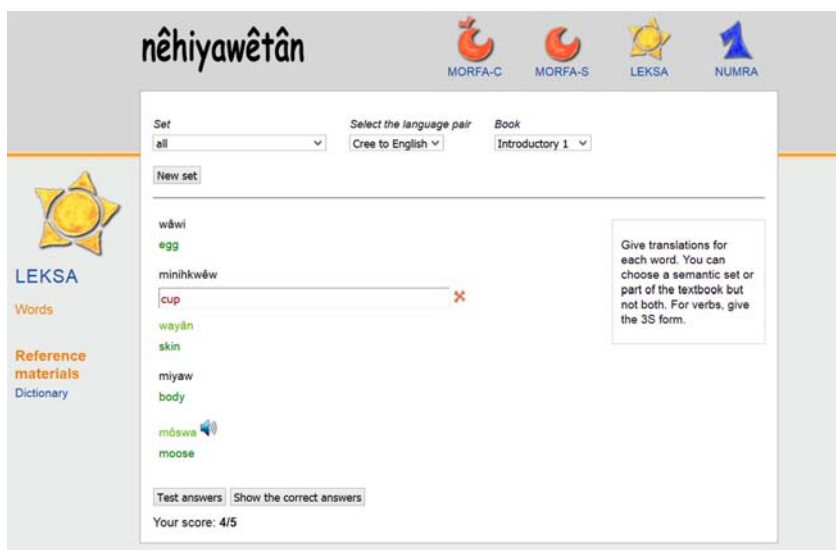 nêhiyawêtân
MORFA-C MORFA-S LEKSA NUMRA
Set Select the language pair Book
all Cree to English Introductory 1
New set
LEKSA
Words
Reference
materials
Dictionary
wâwi
egg
minihkwêw
cup
wayân
skin
miyaw
body
môswa
moose
Give translations for
each word. You can
choose a semantic set or
part of the textbook but
not both. For verbs, give
the 3S form.
Test answers Show the correct answers
Your score: 4/5